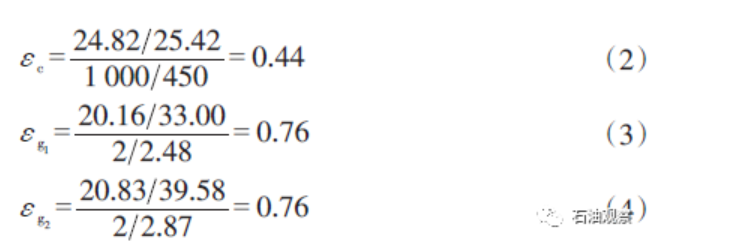 ε_c = (24.82/25.42)/(1 000/450) = 0.44 (2)
ε_g₁ = (20.16/33.00)/(2/2.48) = 0.76 (3)
ε_g₂ = (20.83/39.58)/(2/2.87) = 0.76 (4)
石油观察